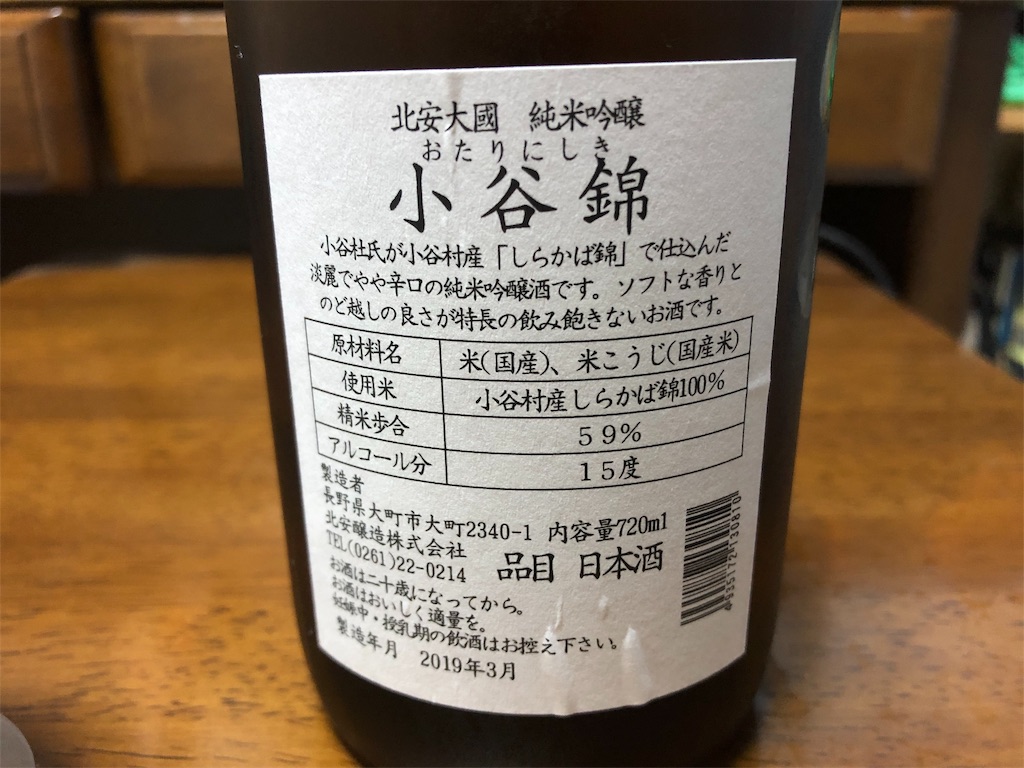 北安大國 純米吟醸
おたりにしき
小谷錦
小谷杜氏が小谷村産「しらかば錦」で仕込んだ
淡麗でやや辛口の純米吟醸酒です。ソフトな香りと
のど越しの良さが特長の飲み飽きないお酒です。
原材料名 米(国産)、米こうじ(国産米)
使用米 小谷村産しらかば錦100%
精米歩合 59%
アルコール分 15度
製造者
長野県大町市大町2340-1 内容量720ml
北安醸造株式会社
TEL(0261)22-0214 品目 日本酒
お酒は二十歳になってから。
お酒はおいしく適量を。
妊娠中・授乳期の飲酒はお控え下さい。
製造年月 2019年3月
4935172130810